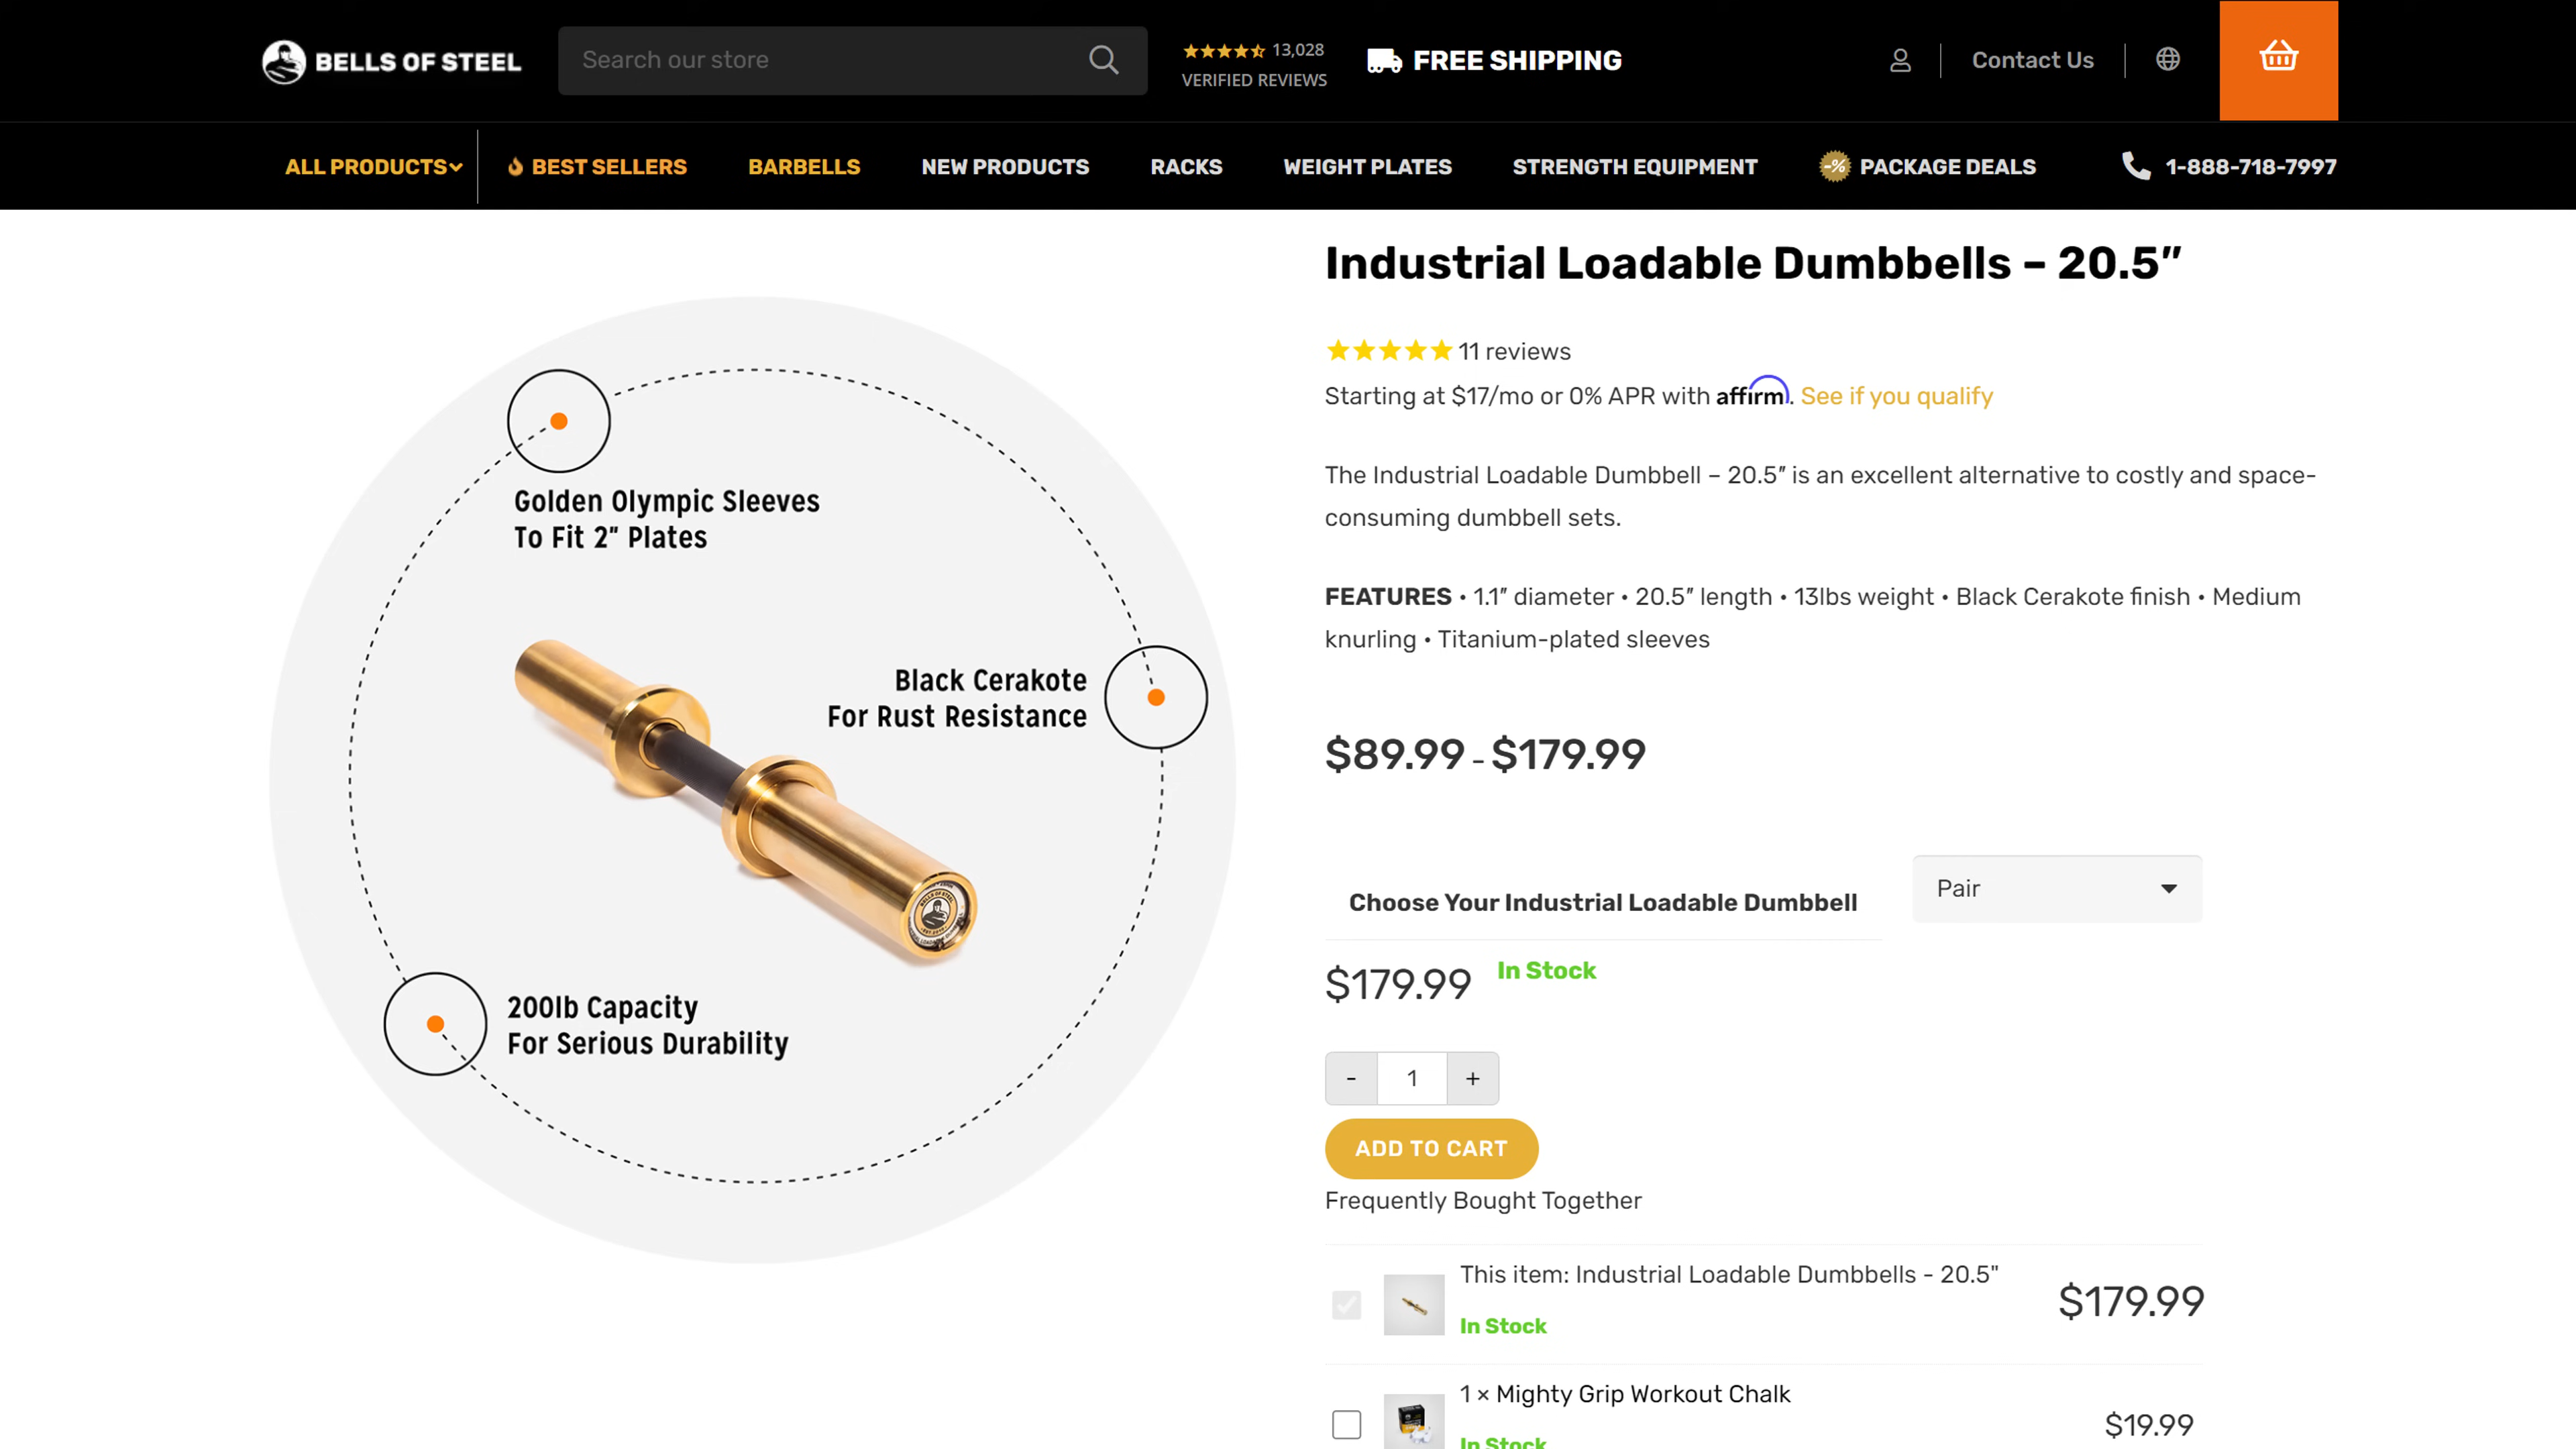 BELLS OF STEEL
Search our store
13,028
VERIFIED REVIEWS
FREE SHIPPING
Contact Us
ALL PRODUCTS
BEST SELLERS
BARBELLS
NEW PRODUCTS
RACKS
WEIGHT PLATES
STRENGTH EQUIPMENT
-%
PACKAGE DEALS
1-888-718-7997
Golden Olympic Sleeves
To Fit 2" Plates
Black Cerakote
For Rust Resistance
BELLS OF STEEL
200lb Capacity
For Serious Durability
Industrial Loadable Dumbbells – 20.5″
11 reviews
Starting at $17/mo or 0% APR with affirm. See if you qualify
The Industrial Loadable Dumbbell – 20.5″ is an excellent alternative to costly and space-
consuming dumbbell sets.
FEATURES • 1.1″ diameter • 20.5″ length • 13lbs weight • Black Cerakote finish • Medium
knurling • Titanium-plated sleeves
$89.99 - $179.99
Choose Your Industrial Loadable Dumbbell
Pair
$179.99 In Stock
- 1 +
ADD TO CART
Frequently Bought Together
This item: Industrial Loadable Dumbbells - 20.5"
In Stock
$179.99
1 × Mighty Grip Workout Chalk
In Stock
$19.99